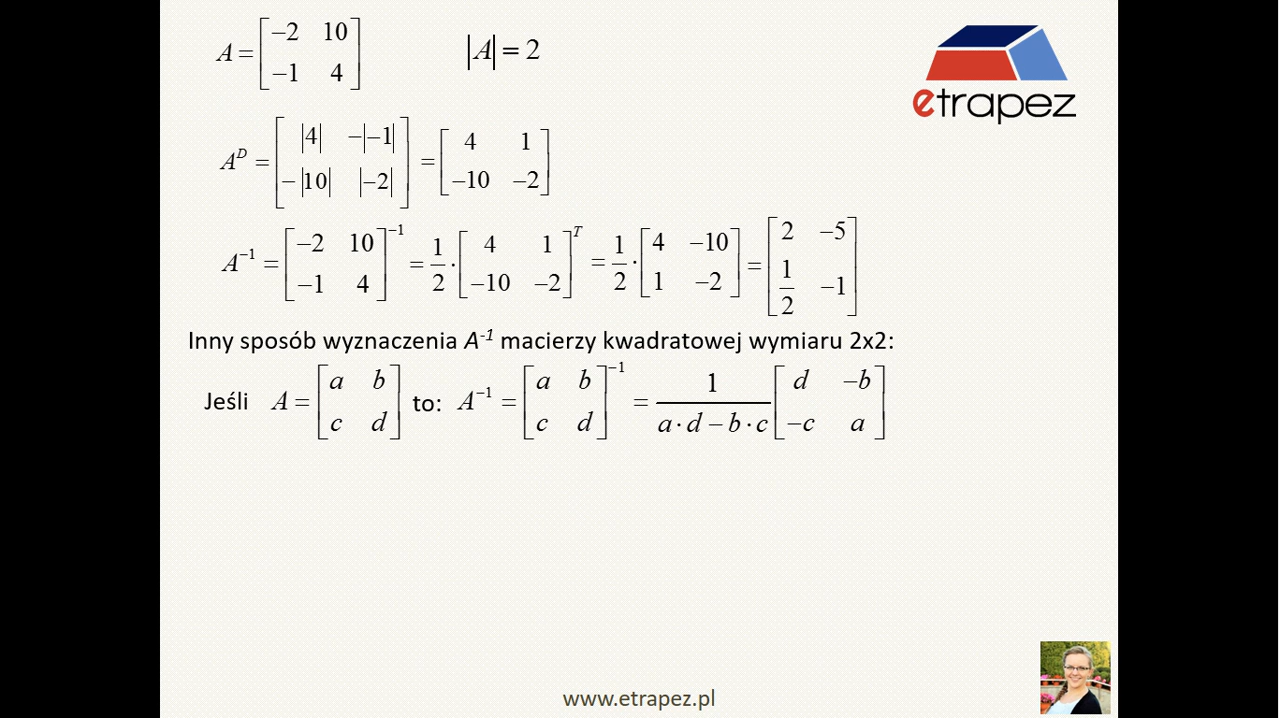 A = [−2 10; −1 4] |A| = 2
etrapez
A^D = [|4| −|−1|; −|10| |−2|] = [4 1; −10 −2]
A^−1 = [−2 10; −1 4]^−1 = 1/2 · [4 1; −10 −2]^T = 1/2 · [4 −10; 1 −2] = [2 −5; 1/2 −1]
Inny sposób wyznaczenia A^-1 macierzy kwadratowej wymiaru 2x2:
Jeśli A = [a b; c d] to: A^−1 = [a b; c d]^−1 = 1/(a·d − b·c) [d −b; −c a]
www.etrapez.pl